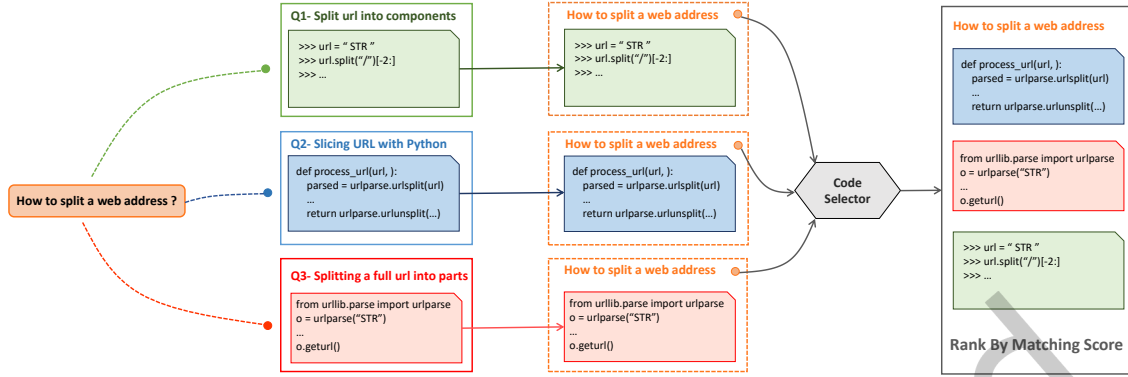 How to split a web address ?
Q1- Split url into components
>>> url = “ STR ”
>>> url.split(“/”)[-2:]
>>> …
Q2- Slicing URL with Python
def process_url(url, ):
parsed = urlparse.urlsplit(url)
…
return urlparse.urlunsplit(…)
Q3- Splitting a full url into parts
from urllib.parse import urlparse
o = urlparse(“STR”)
…
o.geturl()
How to split a web address
>>> url = “ STR ”
>>> url.split(“/”)[-2:]
>>> …
How to split a web address
def process_url(url, ):
parsed = urlparse.urlsplit(url)
…
return urlparse.urlunsplit(…)
How to split a web address
from urllib.parse import urlparse
o = urlparse(“STR”)
…
o.geturl()
Code
Selector
How to split a web address
def process_url(url, ):
parsed = urlparse.urlsplit(url)
…
return urlparse.urlunsplit(…)
from urllib.parse import urlparse
o = urlparse(“STR”)
…
o.geturl()
>>> url = “ STR ”
>>> url.split(“/”)[-2:]
>>> …
Rank By Matching Score